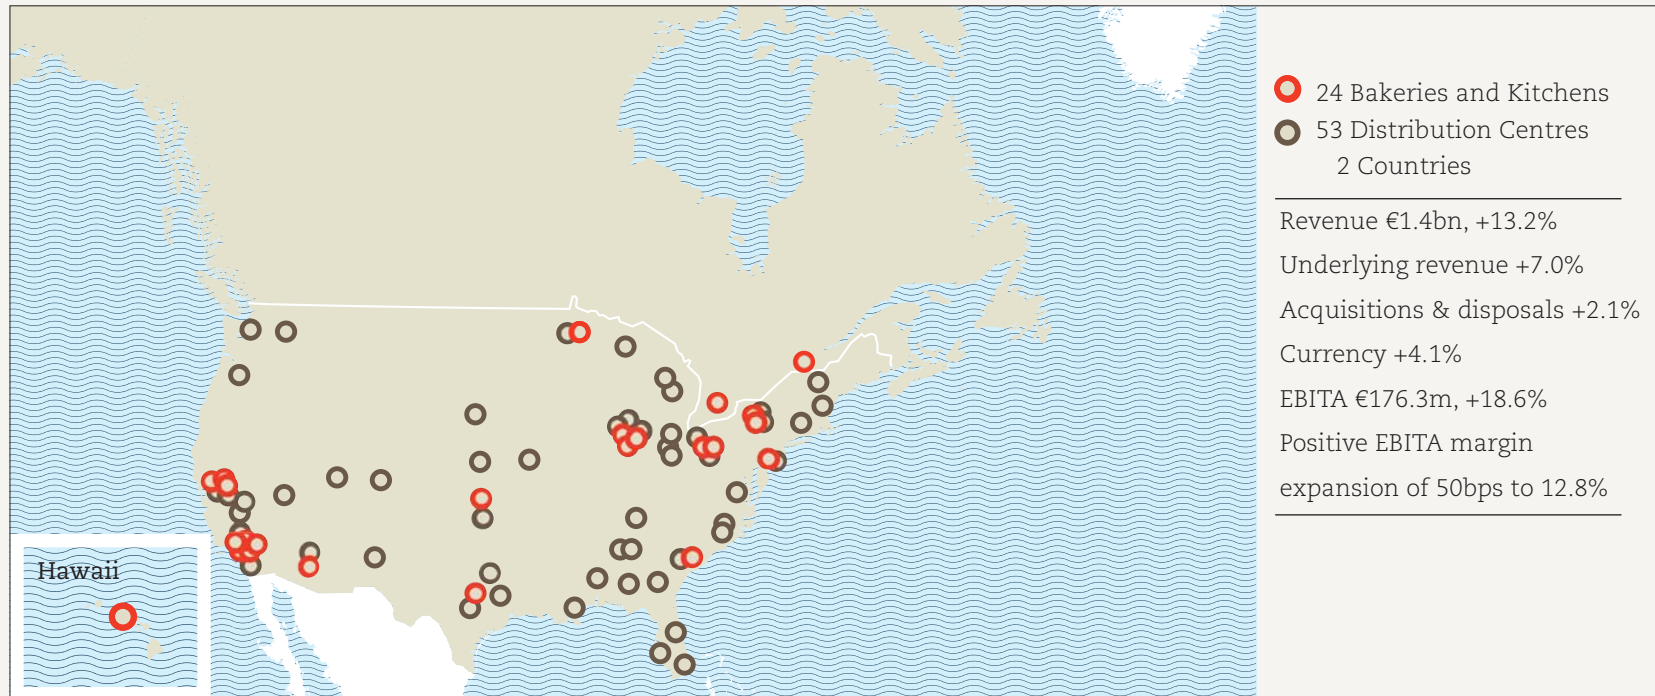 24 Bakeries and Kitchens
53 Distribution Centres
2 Countries
Revenue €1.4bn, +13.2%
Underlying revenue +7.0%
Acquisitions & disposals +2.1%
Currency +4.1%
EBITA €176.3m, +18.6%
Positive EBITA margin
expansion of 50bps to 12.8%
Hawaii